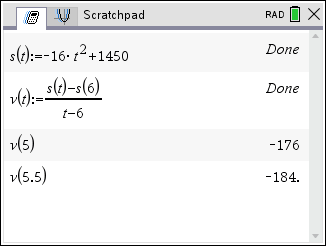 Scratchpad RAD
s(t):=-16·t²+1450 Done
v(t):=(s(t)-s(6))/(t-6) Done
v(5) -176
v(5.5) -184.